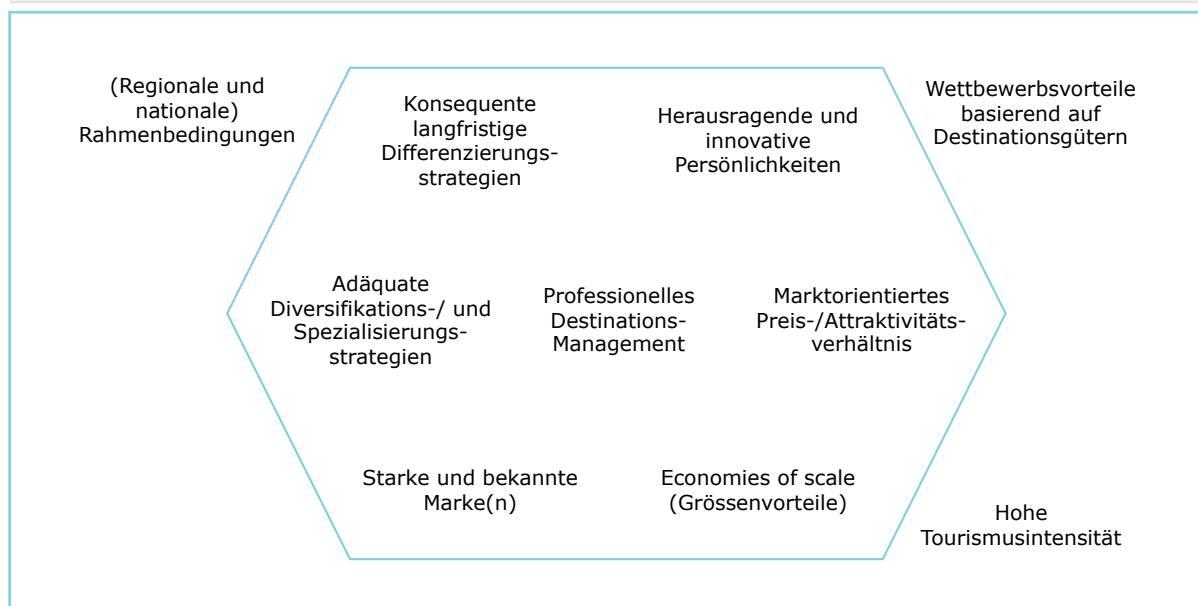 (Regionale und
nationale)
Rahmenbedingungen
Konsequente
langfristige
Differenzierungs-
strategien
Herausragende und
innovative
Persönlichkeiten
Wettbewerbsvorteile
basierend auf
Destinationsgütern
Adäquate
Diversifikations-/ und
Spezialisierungs-
strategien
Professionelles
Destinations-
Management
Marktorientiertes
Preis-/Attraktivitäts-
verhältnis
Starke und bekannte
Marke(n)
Economies of scale
(Grössenvorteile)
Hohe
Tourismusintensität